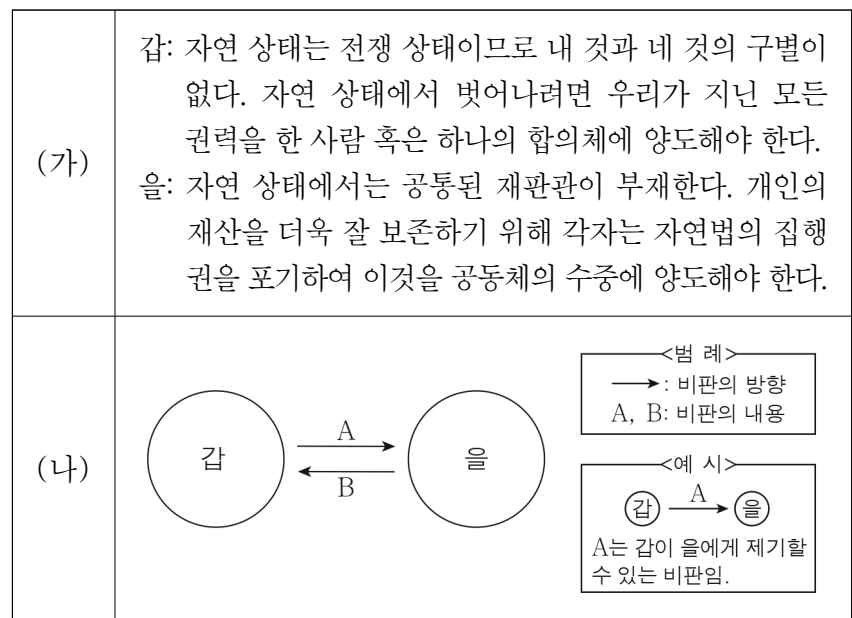 (가)
갑: 자연 상태는 전쟁 상태이므로 내 것과 네 것의 구별이
없다. 자연 상태에서 벗어나려면 우리가 지닌 모든
권력을 한 사람 혹은 하나의 합의체에 양도해야 한다.
을: 자연 상태에서는 공통된 재판관이 부재한다. 개인의
재산을 더욱 잘 보존하기 위해 각자는 자연법의 집행
권을 포기하여 이것을 공동체의 수중에 양도해야 한다.
(나)
갑
A
B
을
<범 례>
→: 비판의 방향
A, B: 비판의 내용
<예 시>
갑 A → 을
A는 갑이 을에게 제기할
수 있는 비판임.